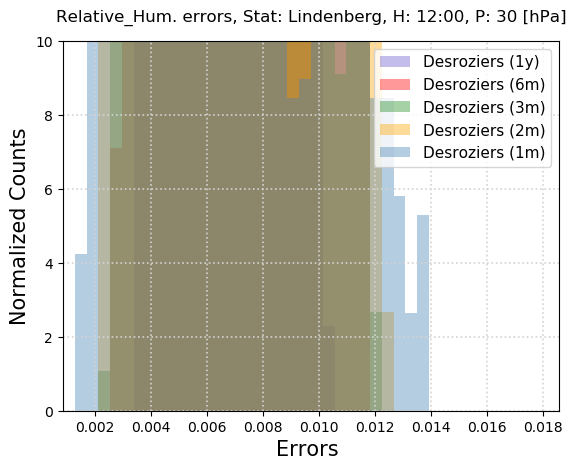 Relative_Hum. errors, Stat: Lindenberg, H: 12:00, P: 30 [hPa]
Normalized Counts
10
8
6
4
2
0
Desroziers (1y)
Desroziers (6m)
Desroziers (3m)
Desroziers (2m)
Desroziers (1m)
0.002 0.004 0.006 0.008 0.010 0.012 0.014 0.016 0.018
Errors